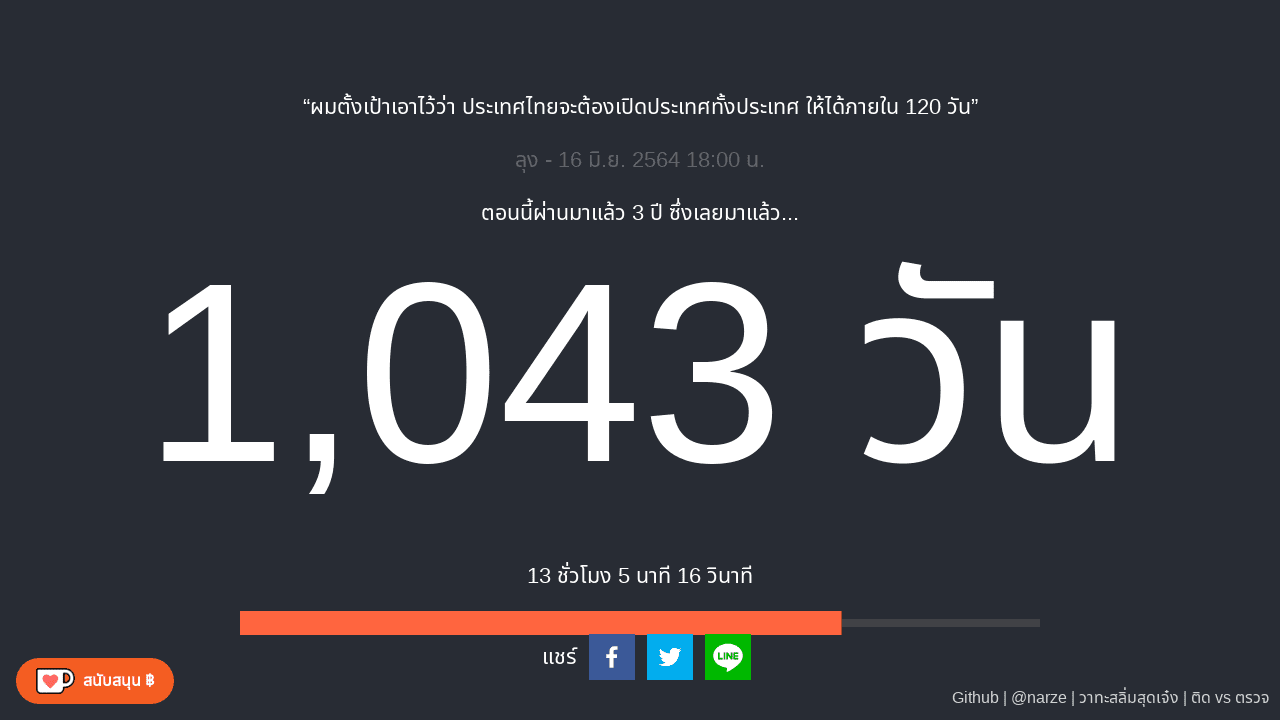 “ผมตั้งเป้าเอาไว้ว่า ประเทศไทยจะต้องเปิดประเทศทั้งประเทศ ให้ได้ภายใน 120 วัน”
ลุง - 16 มิ.ย. 2564 18:00 น.
ตอนนี้ผ่านมาแล้ว 3 ปี ซึ่งเลยมาแล้ว...
1,043 วัน
13 ชั่วโมง 5 นาที 16 วินาที
แชร์
LINE
สนับสนุน ฿
Github | @narze | วาทะสลิ่มสุดเจ๋ง | ติด vs ตรวจ